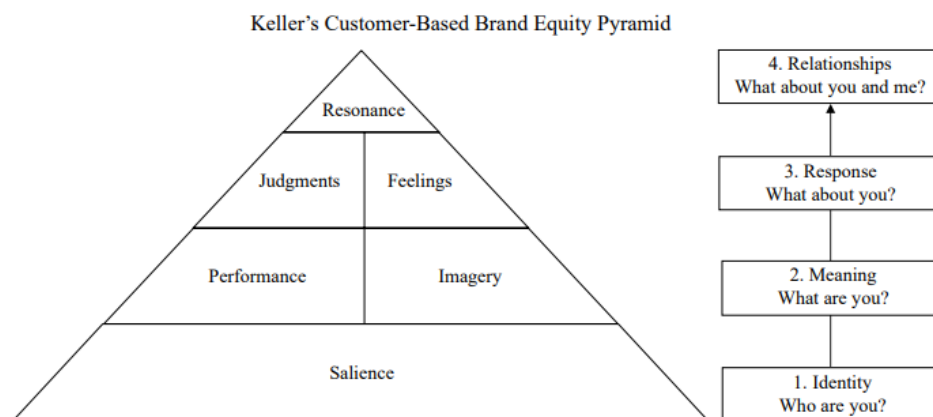 Keller’s Customer-Based Brand Equity Pyramid
Resonance
Judgments
Feelings
Performance
Imagery
Salience
4. Relationships
What about you and me?
3. Response
What about you?
2. Meaning
What are you?
1. Identity
Who are you?